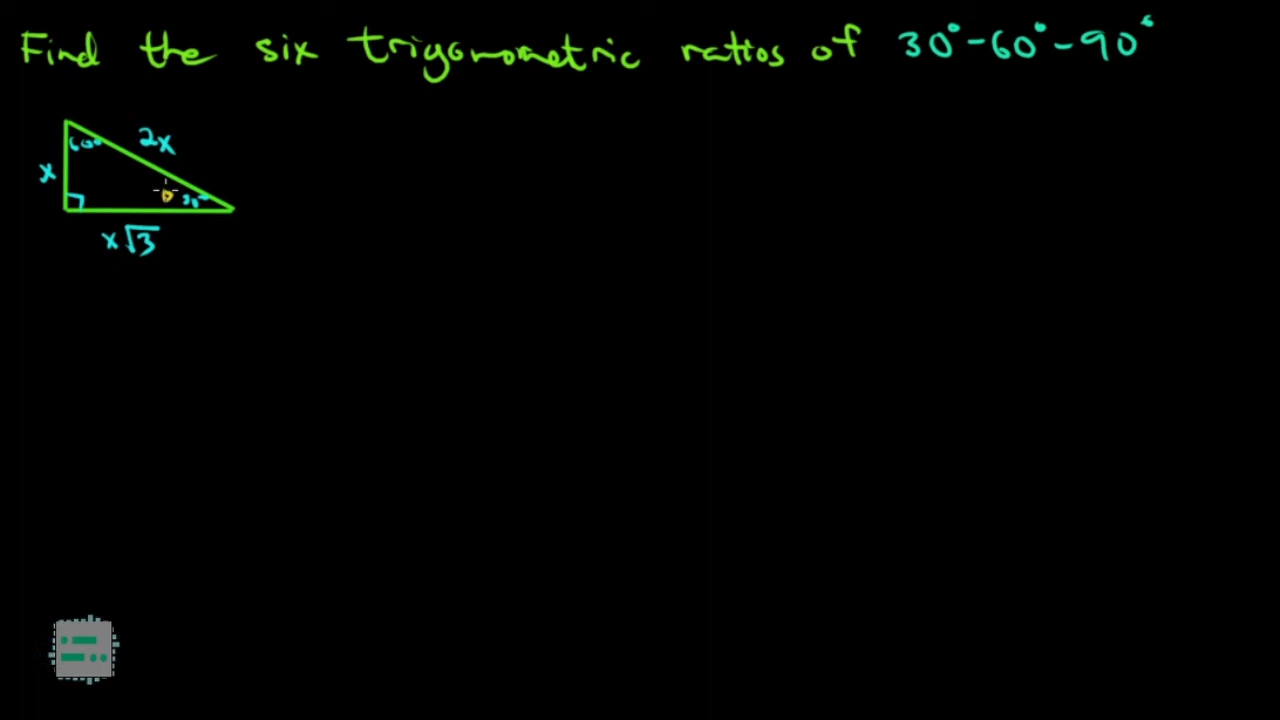 Find the six trigonometric ratios of 30°-60°-90°
60°
2x
x
30°
x√3